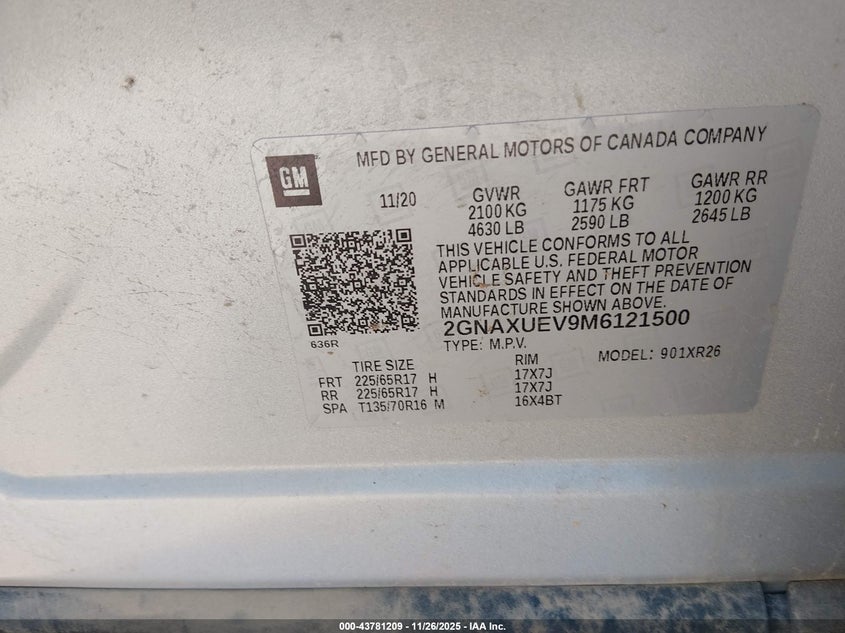 GM
MFD BY GENERAL MOTORS OF CANADA COMPANY
11/20 GVWR GAWR FRT GAWR RR
2100 KG 1175 KG 1200 KG
4630 LB 2590 LB 2645 LB
THIS VEHICLE CONFORMS TO ALL
APPLICABLE U.S. FEDERAL MOTOR
VEHICLE SAFETY AND THEFT PREVENTION
STANDARDS IN EFFECT ON THE DATE OF
MANUFACTURE SHOWN ABOVE.
2GNAXUEV9M6121500
636R
TYPE: M.P.V. MODEL: 901XR26
TIRE SIZE RIM
FRT 225/65R17 H 17X7J
RR 225/65R17 H 17X7J
SPA T135/70R16 M 16X4BT
000-43781209 - 11/26/2025 - IAA Inc.